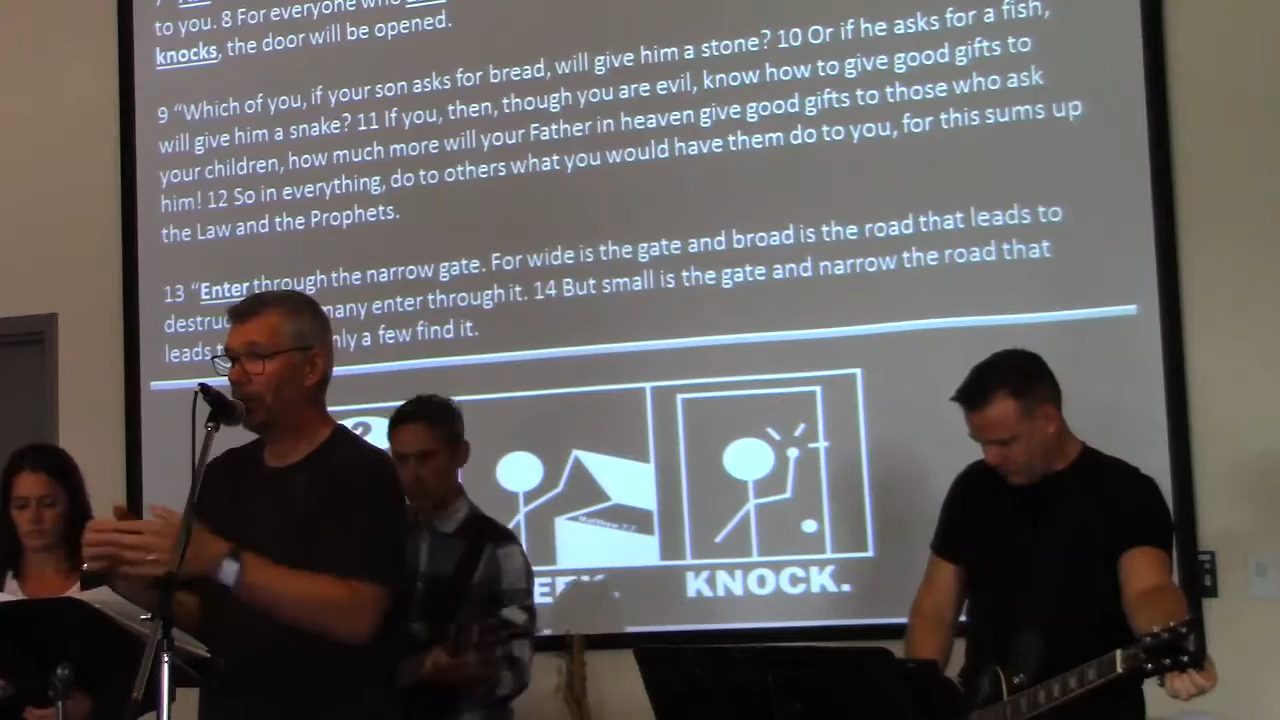 to you. 8 For everyone who
knocks, the door will be opened.
9 “Which of you, if your son asks for bread, will give him a stone? 10 Or if he asks for a fish,
will give him a snake? 11 If you, then, though you are evil, know how to give good gifts to
your children, how much more will your Father in heaven give good gifts to those who ask
him! 12 So in everything, do to others what you would have them do to you, for this sums up
the Law and the Prophets.
13 “Enter through the narrow gate. For wide is the gate and broad is the road that leads to
many enter through it. 14 But small is the gate and narrow the road that
leads only a few find it.
?
Matthew 7:7
KNOCK.